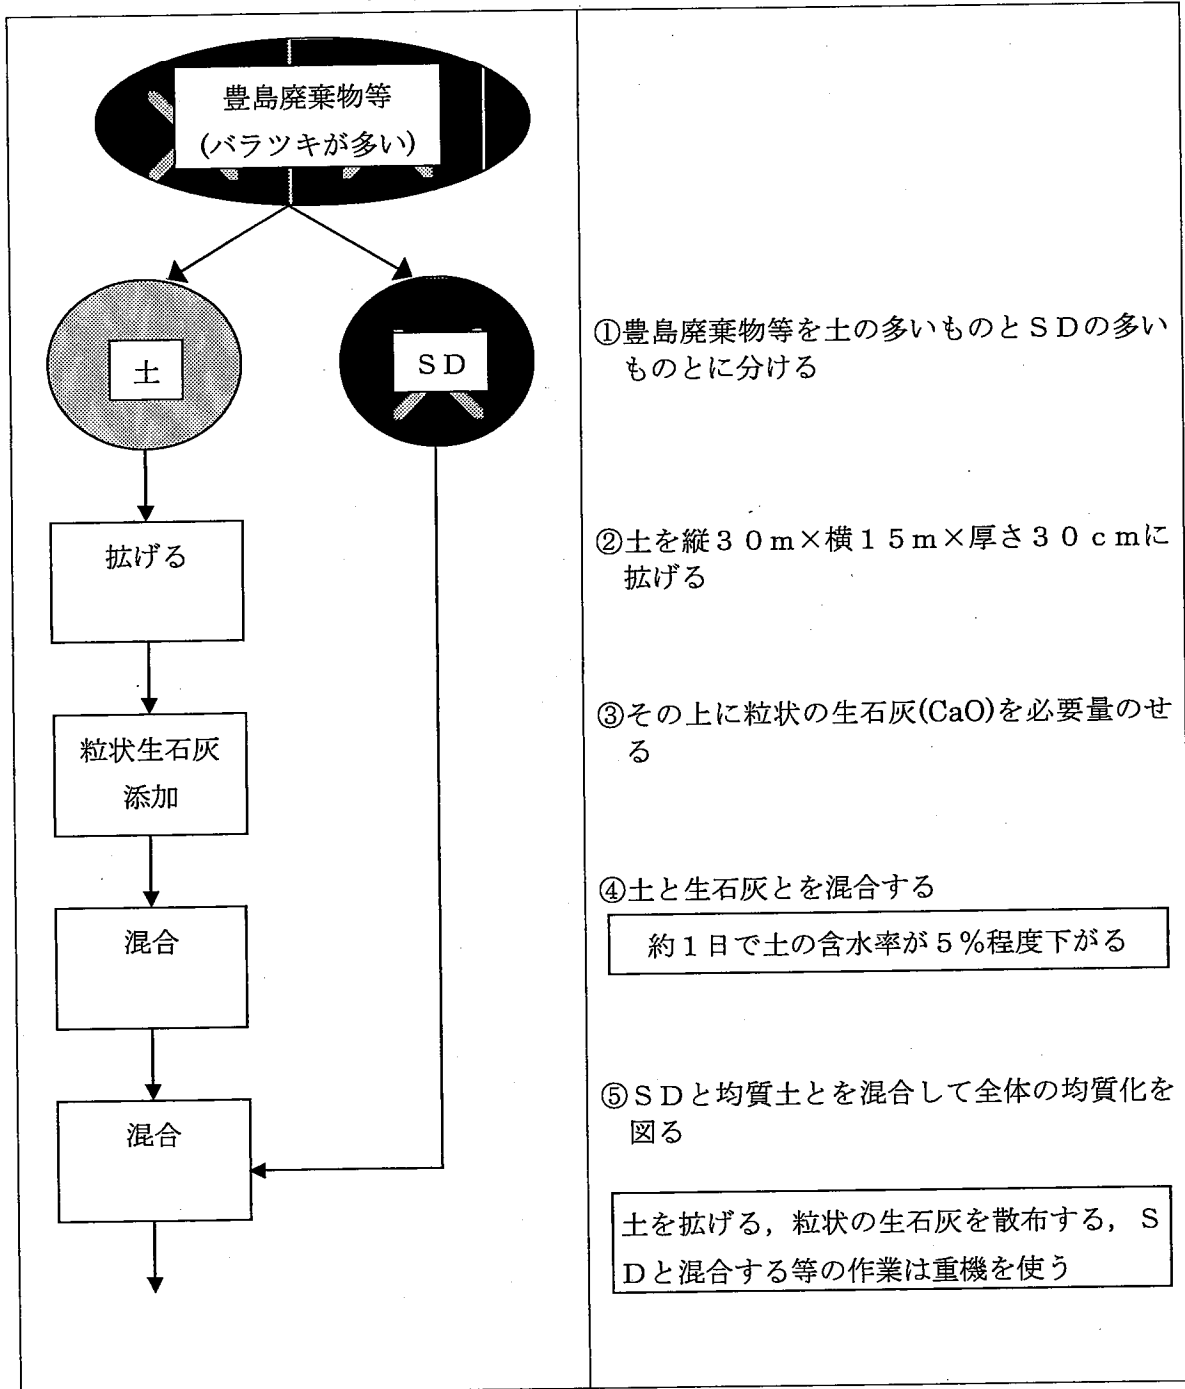 豊島廃棄物等
(バラツキが多い)
土
ＳＤ
拡げる
粒状生石灰
添加
混合
混合
①豊島廃棄物等を土の多いものとＳＤの多い
ものとに分ける
②土を縦３０ｍ×横１５ｍ×厚さ３０ｃｍに
拡げる
③その上に粒状の生石灰(CaO)を必要量のせ
る
④土と生石灰とを混合する
約１日で土の含水率が５％程度下がる
⑤ＳＤと均質土とを混合して全体の均質化を
図る
土を拡げる，粒状の生石灰を散布する，Ｓ
Ｄと混合する等の作業は重機を使う